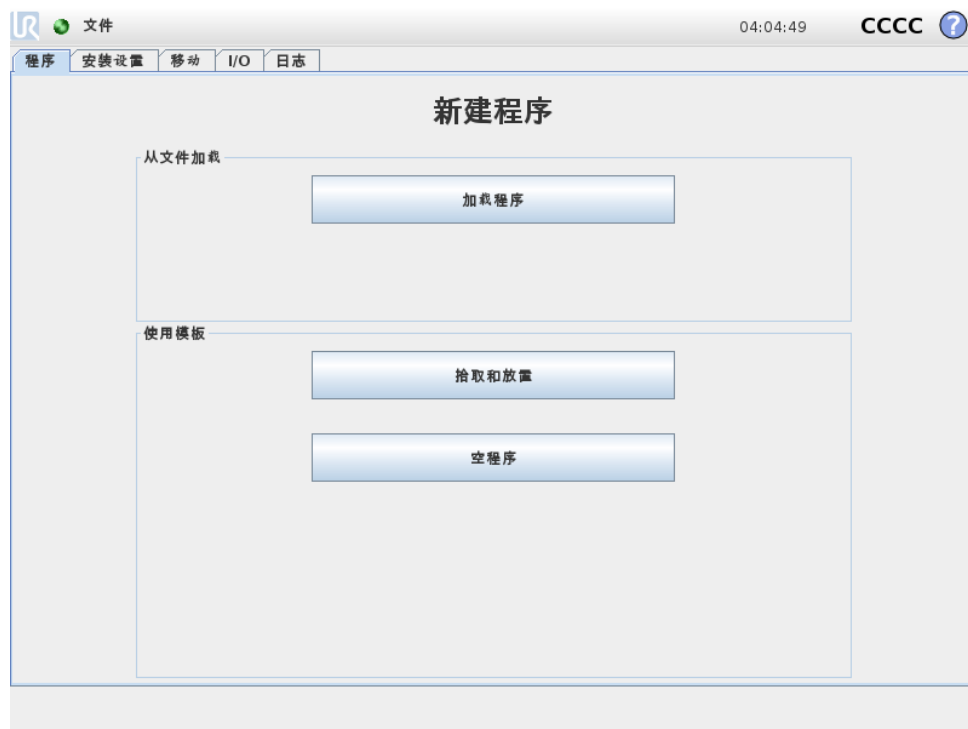 UR 文件 04:04:49 CCCC ?
程序 安装设置 移动 I/O 日志
新建程序
从文件加载
加载程序
使用模板
拾取和放置
空程序